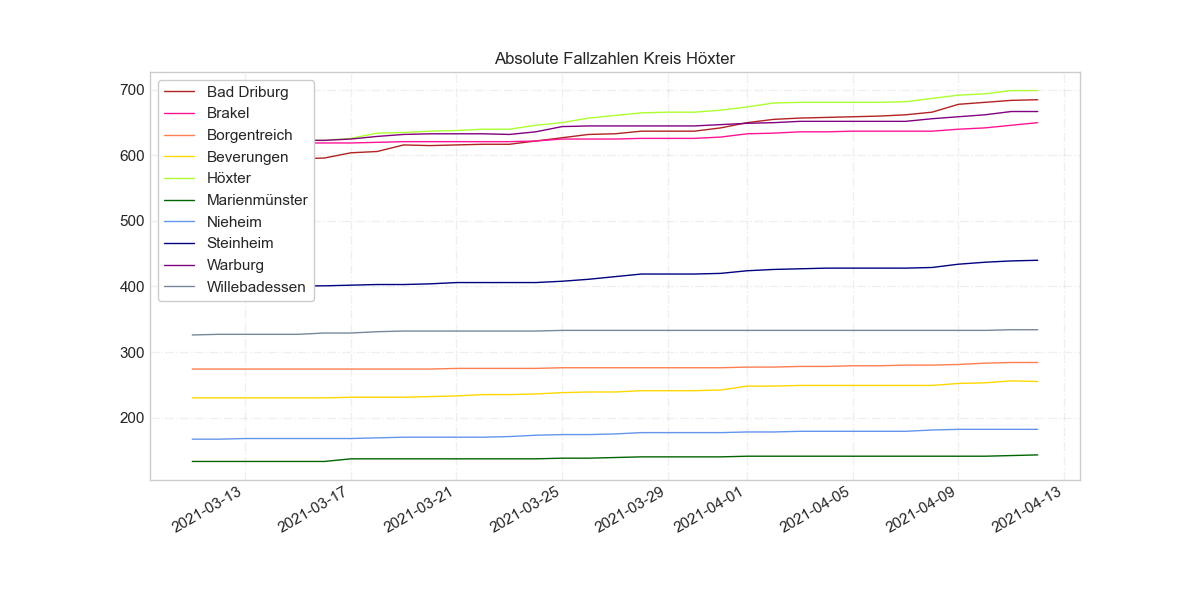 Absolute Fallzahlen Kreis Höxter
700
600
500
400
300
200
Bad Driburg
Brakel
Borgentreich
Beverungen
Höxter
Marienmünster
Nieheim
Steinheim
Warburg
Willebadessen
2021-03-13
2021-03-17
2021-03-21
2021-03-25
2021-03-29
2021-04-01
2021-04-05
2021-04-09
2021-04-13